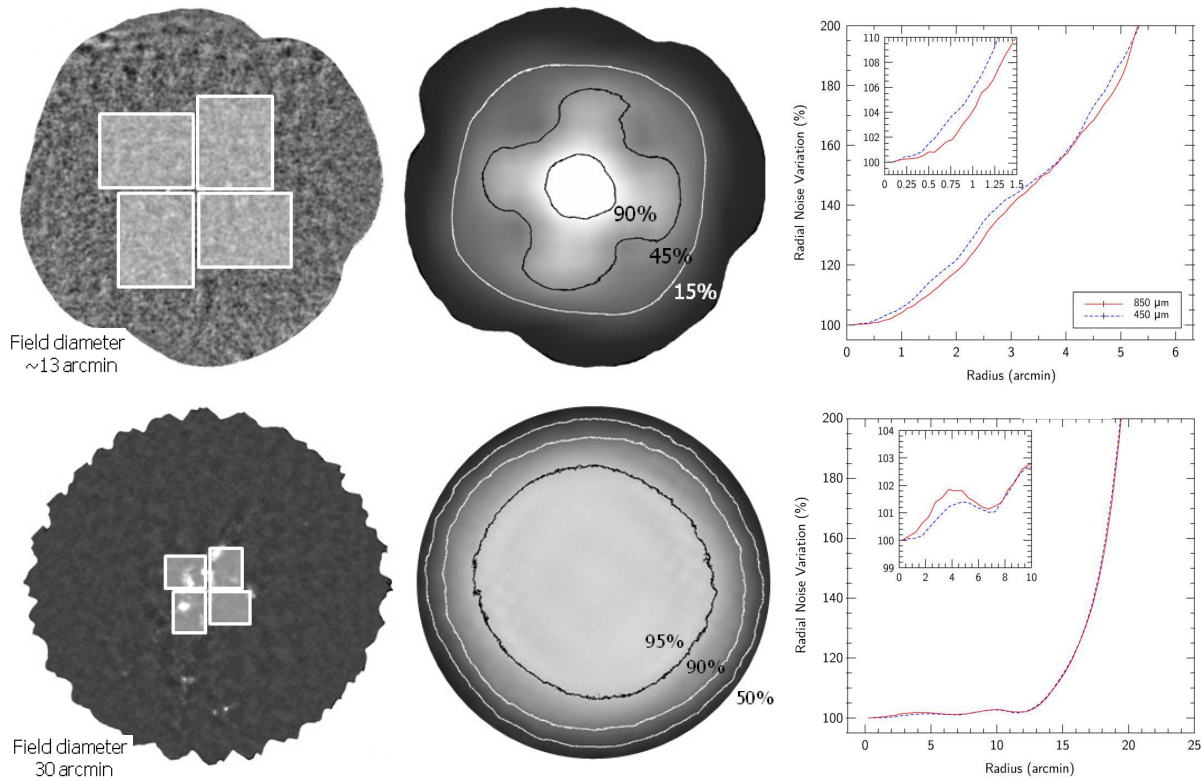 Field diameter
~13 arcmin
90%
45%
15%
200
180
160
140
120
100
Radial Noise Variation (%)
110
108
106
104
102
100
0 0.25 0.5 0.75 1 1.25 1.5
850 µm
450 µm
0 1 2 3 4 5 6
Radius (arcmin)
Field diameter
30 arcmin
95%
90%
50%
200
180
160
140
120
100
Radial Noise Variation (%)
104
103
102
101
100
99
0 2 4 6 8 10
0 5 10 15 20 25
Radius (arcmin)